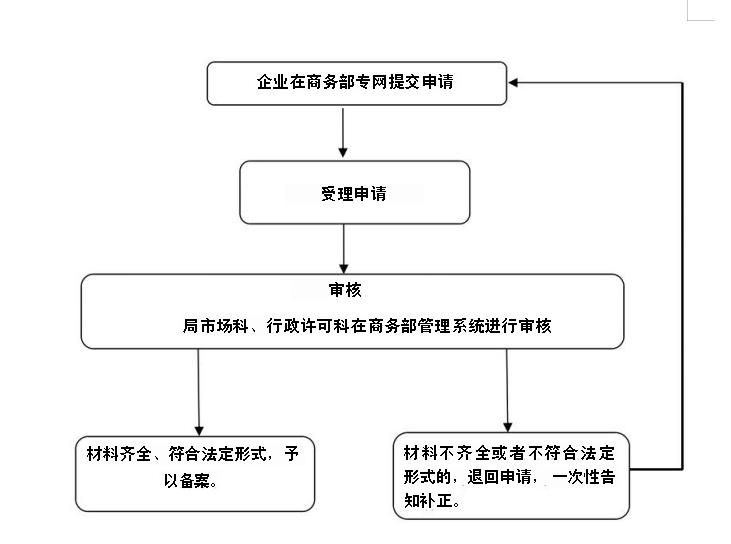 企业在商务部专网提交申请
受理申请
审核
局市场科、行政许可科在商务部管理系统进行审核
材料齐全、符合法定形式，予
以备案。
材料不齐全或者不符合法定
形式的，退回申请， 一次性告
知补正。